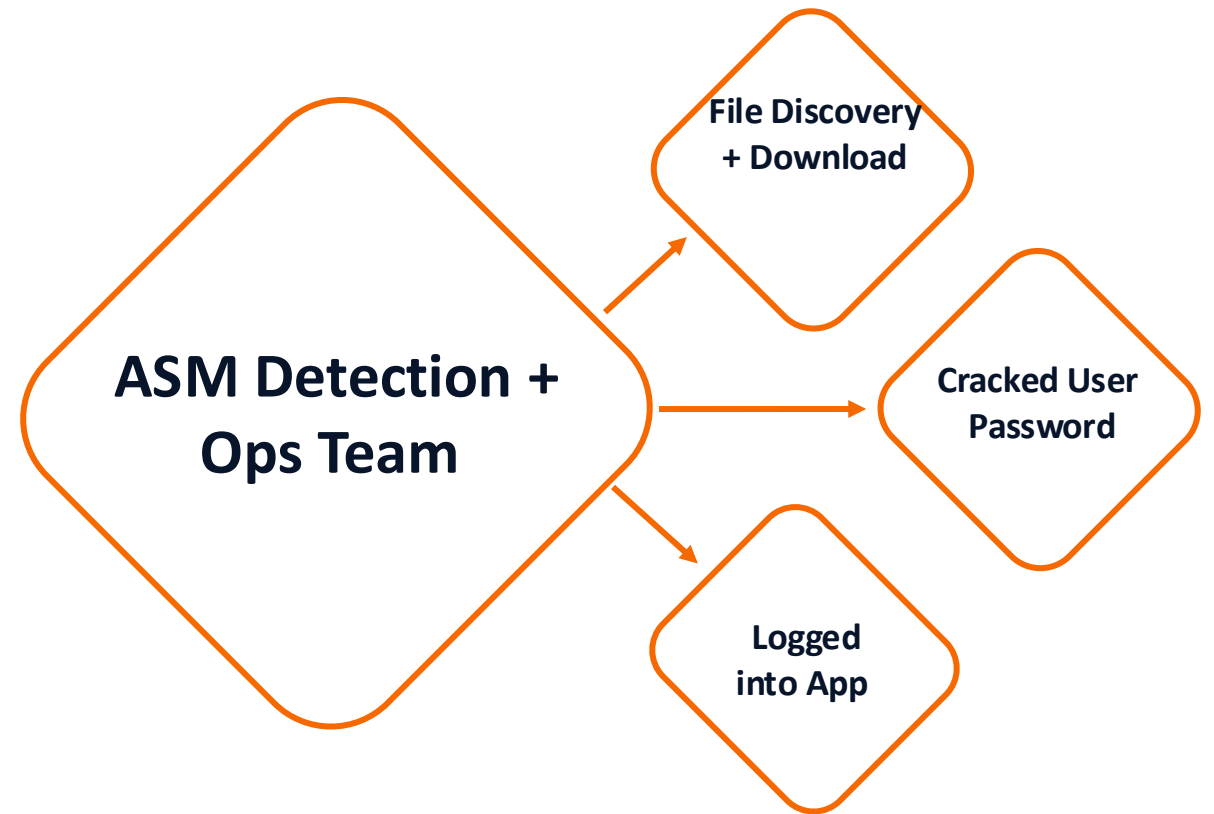 ASM Detection +
Ops Team
File Discovery
+ Download
Cracked User
Password
Logged
into App